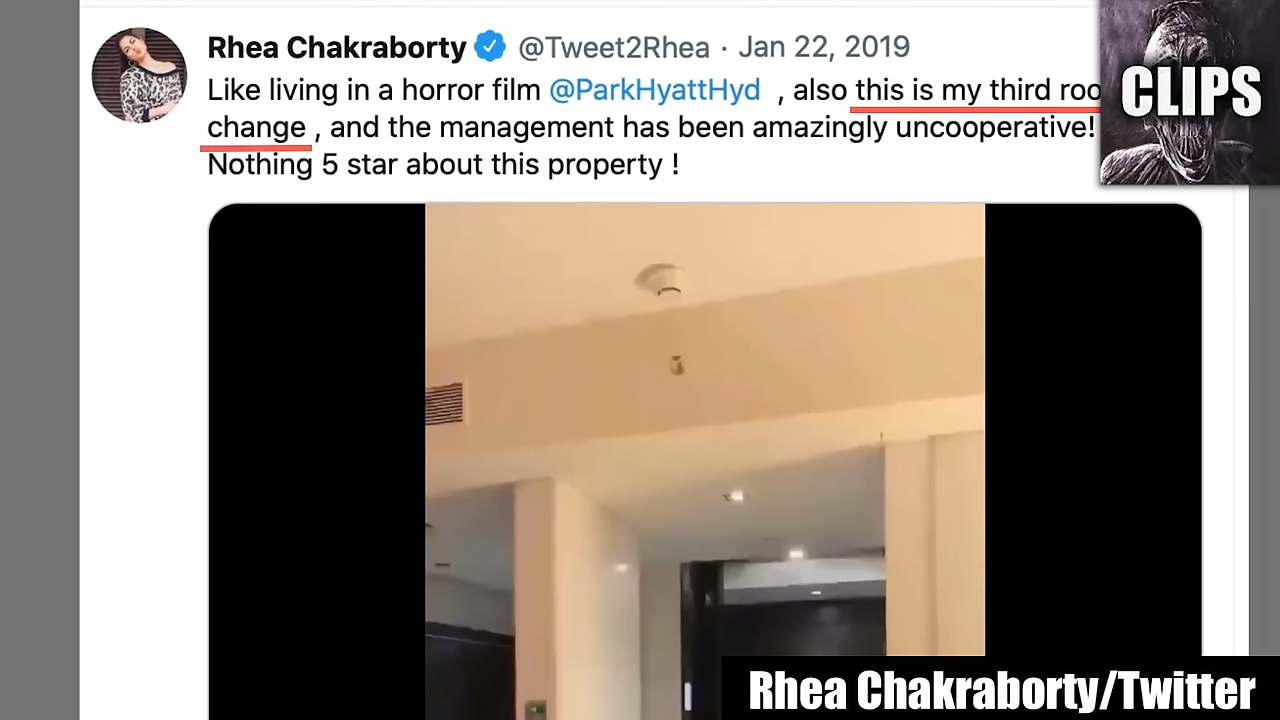 Rhea Chakraborty @Tweet2Rhea · Jan 22, 2019
Like living in a horror film @ParkHyattHyd , also this is my third roo
change , and the management has been amazingly uncooperative!
Nothing 5 star about this property !
CLIPS
Rhea Chakraborty/Twitter